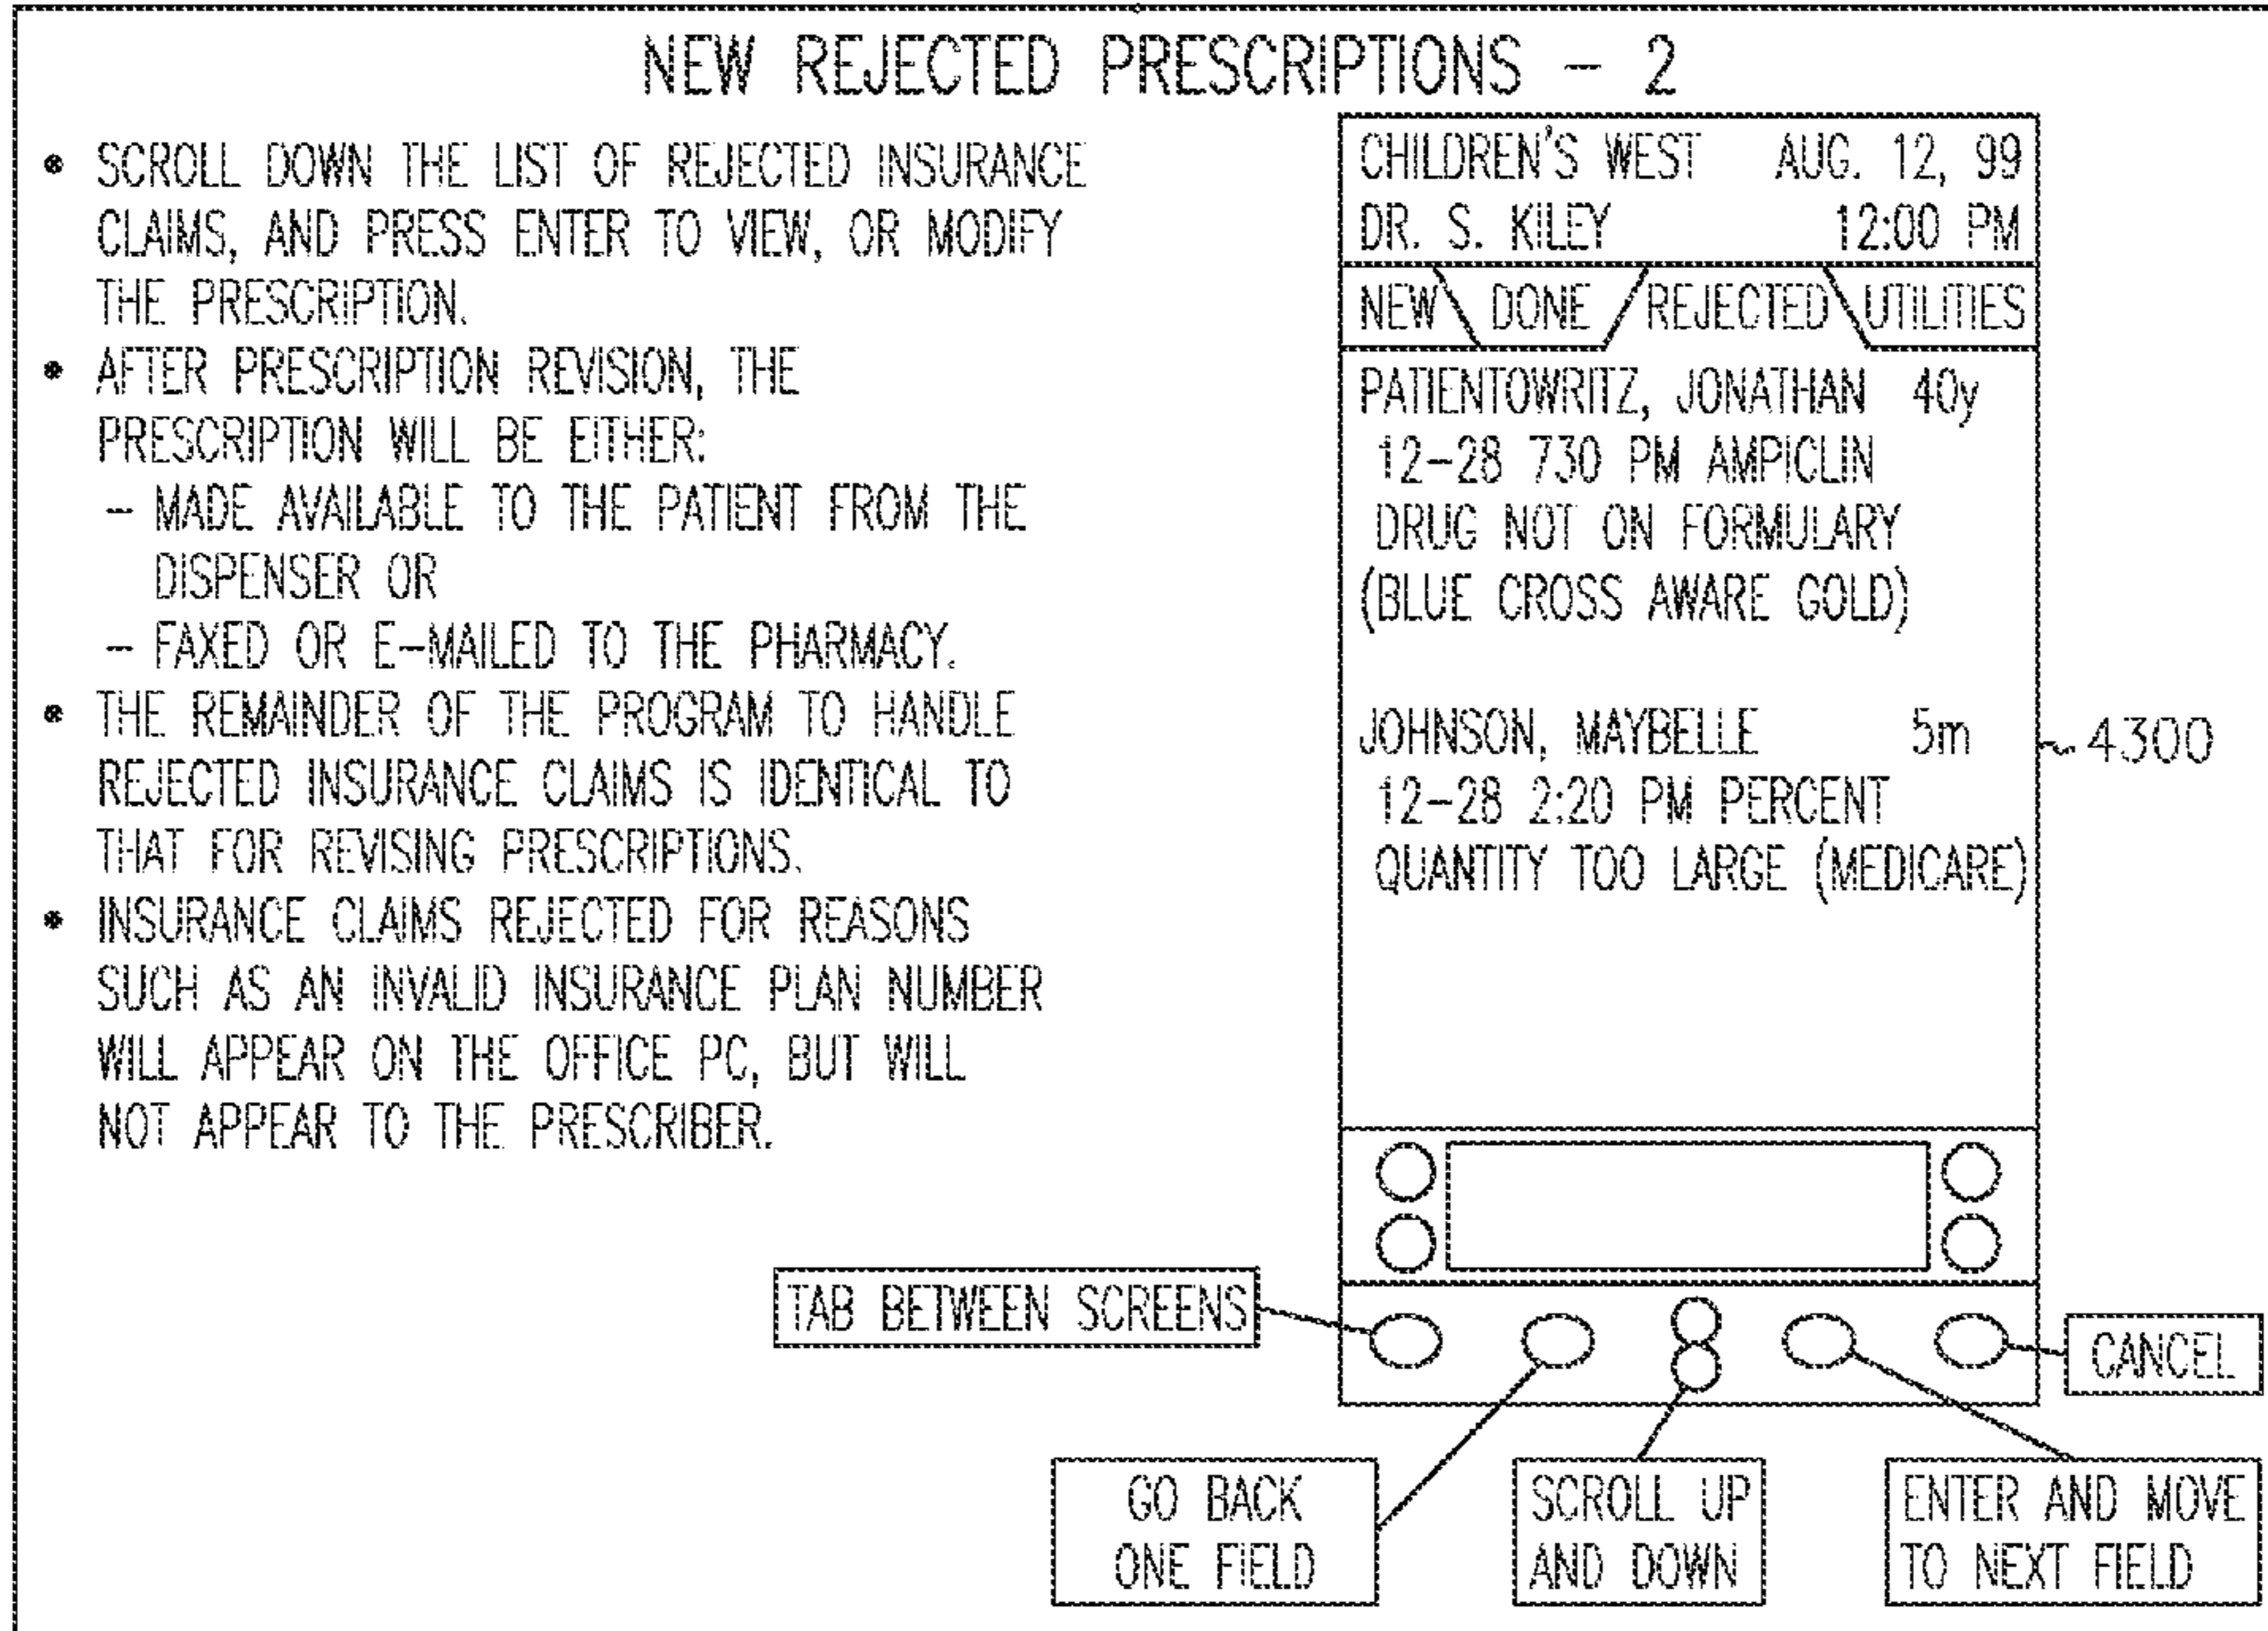 NEW REJECTED PRESCRIPTIONS – 2
• SCROLL DOWN THE LIST OF REJECTED INSURANCE
CLAIMS, AND PRESS ENTER TO VIEW, OR MODIFY
THE PRESCRIPTION.
• AFTER PRESCRIPTION REVISION, THE
PRESCRIPTION WILL BE EITHER:
– MADE AVAILABLE TO THE PATIENT FROM THE
DISPENSER OR
– FAXED OR E–MAILED TO THE PHARMACY.
• THE REMAINDER OF THE PROGRAM TO HANDLE
REJECTED INSURANCE CLAIMS IS IDENTICAL TO
THAT FOR REVISING PRESCRIPTIONS.
• INSURANCE CLAIMS REJECTED FOR REASONS
SUCH AS AN INVALID INSURANCE PLAN NUMBER
WILL APPEAR ON THE OFFICE PC, BUT WILL
NOT APPEAR TO THE PRESCRIBER.
CHILDREN'S WEST AUG. 12, 99
DR. S. KILEY 12:00 PM
NEW DONE REJECTED UTILITIES
PATIENTOWRITZ, JONATHAN 40y
12–28 730 PM AMPICLIN
DRUG NOT ON FORMULARY
(BLUE CROSS AWARE GOLD)
JOHNSON, MAYBELLE 5m
4300
12–28 2:20 PM PERCENT
QUANTITY TOO LARGE (MEDICARE)
TAB BETWEEN SCREENS
CANCEL
GO BACK
ONE FIELD
SCROLL UP
AND DOWN
ENTER AND MOVE
TO NEXT FIELD